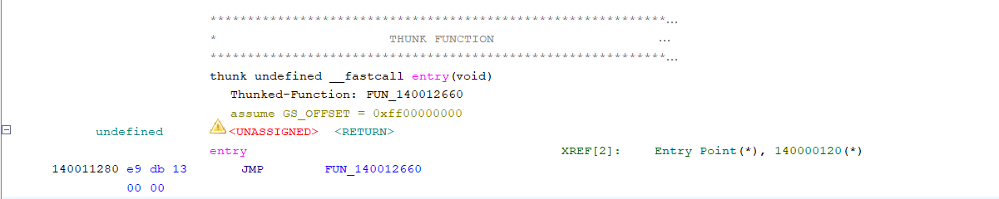 *************************************************************...
* THUNK FUNCTION ...
*************************************************************...
thunk undefined __fastcall entry(void)
Thunked-Function: FUN_140012660
assume GS_OFFSET = 0xff00000000
undefined <UNASSIGNED> <RETURN>
entry XREF[2]: Entry Point(*), 140000120(*)
140011280 e9 db 13 JMP FUN_140012660
00 00